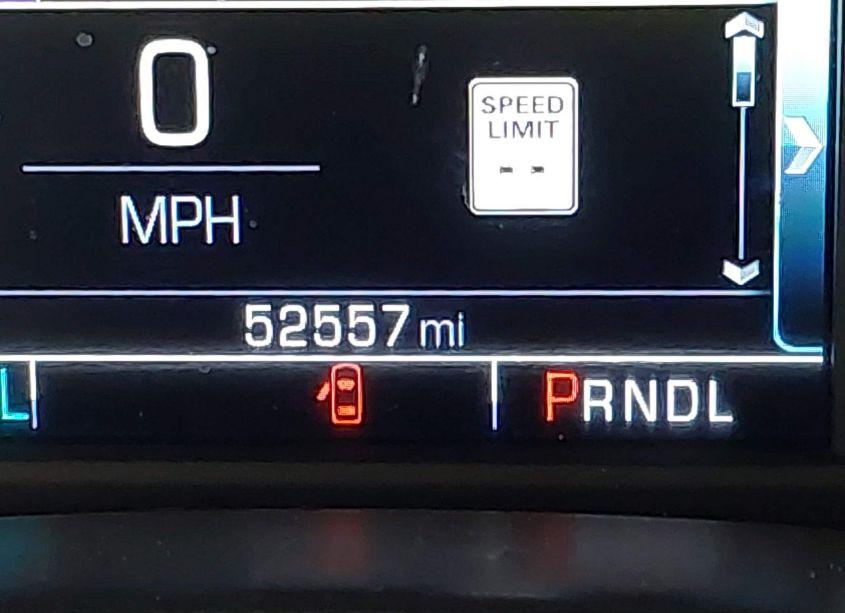 0
SPEED
LIMIT
--
MPH
52557 mi
L
PRNDL